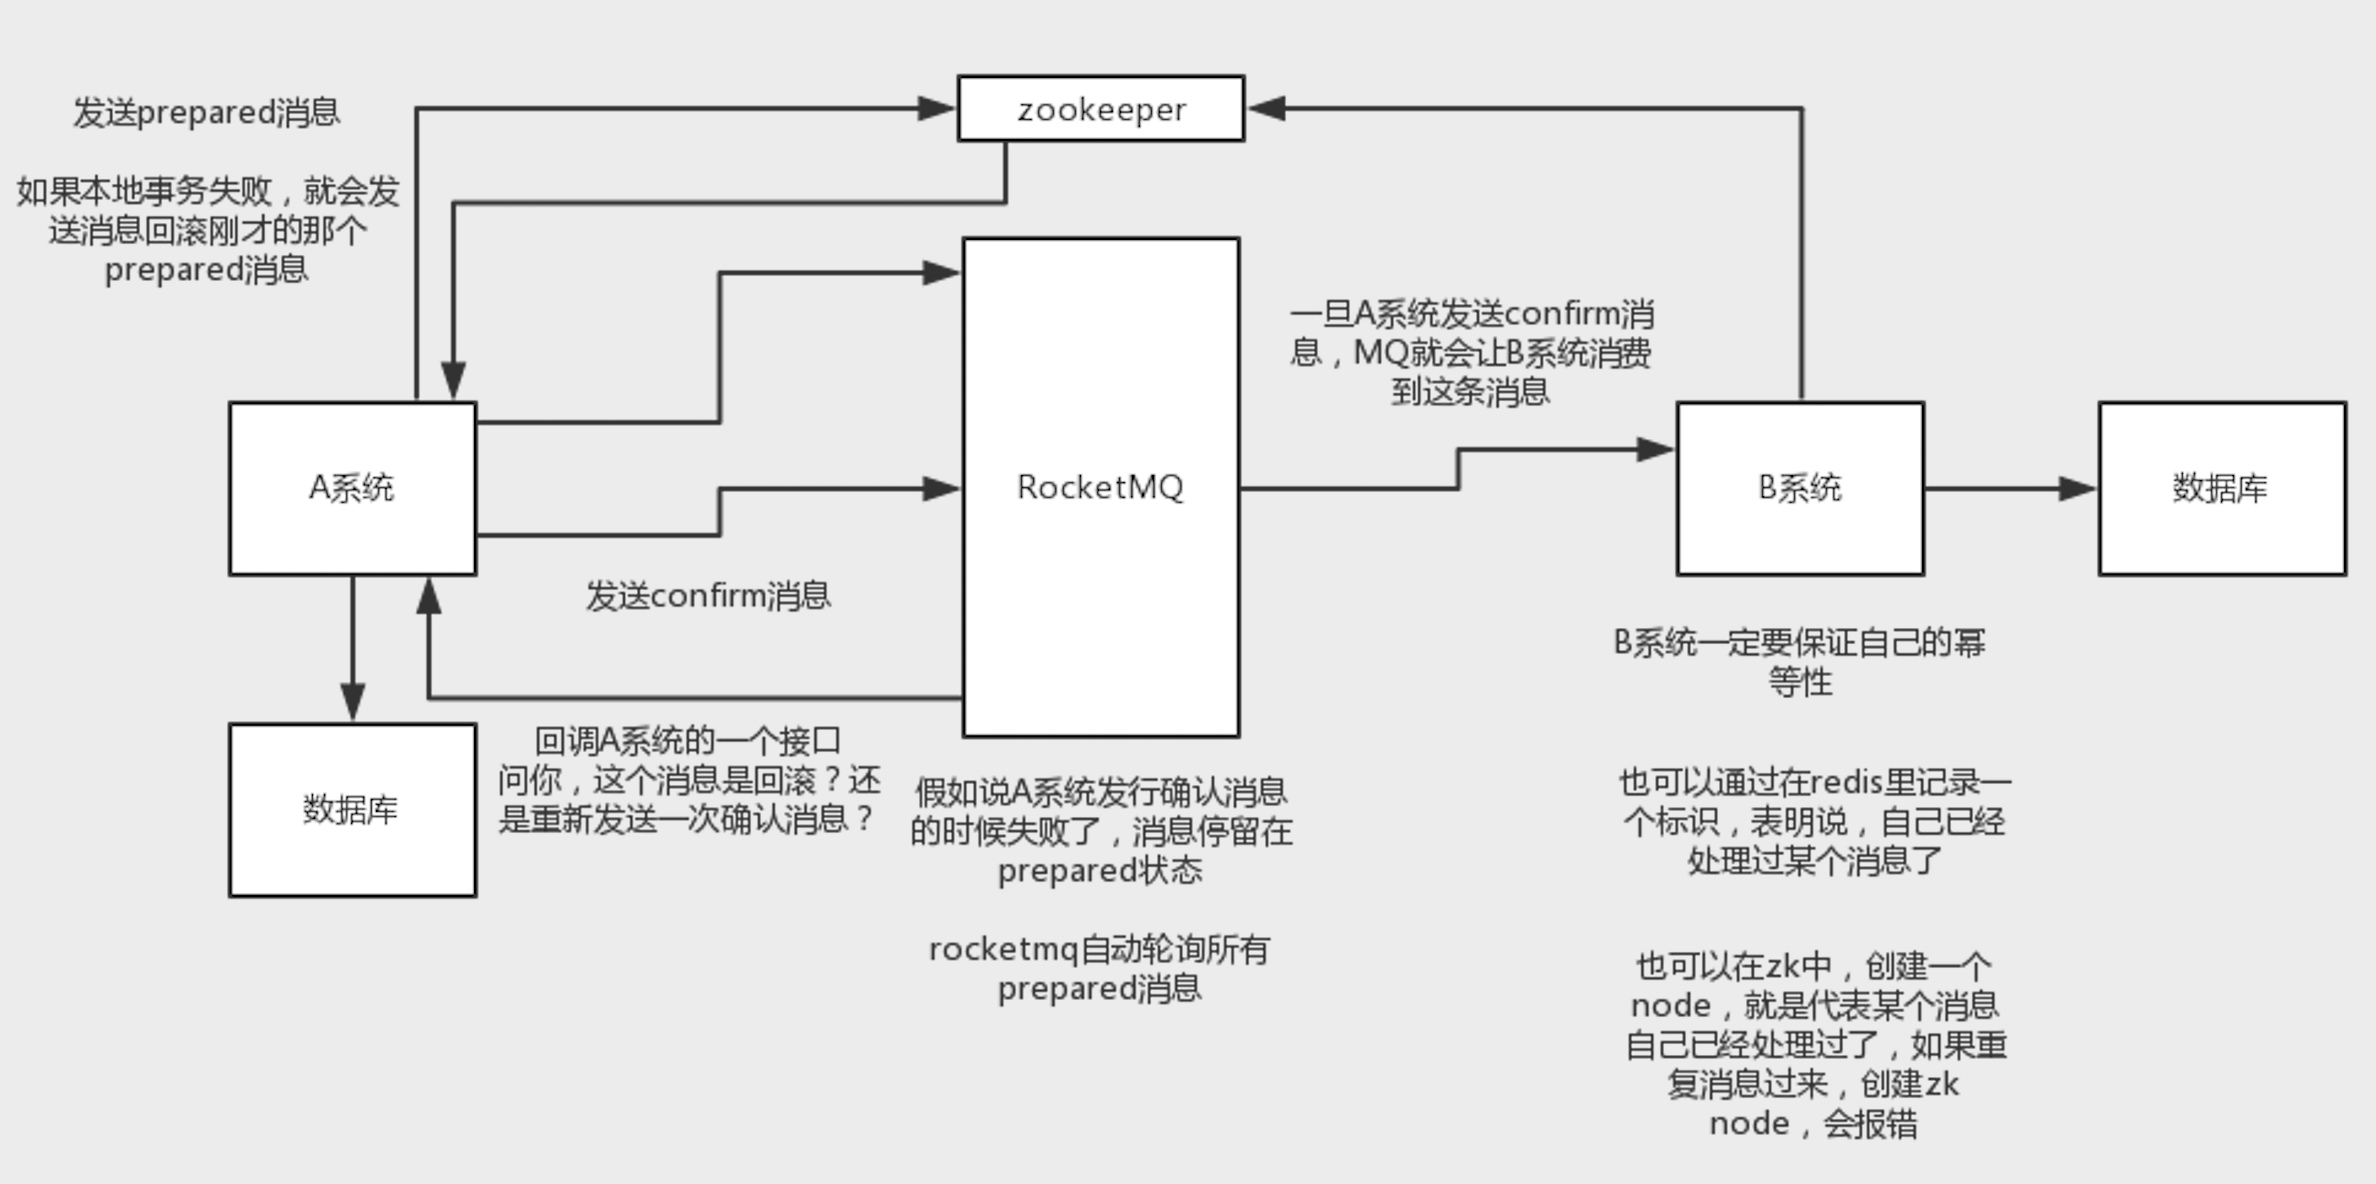 发送prepared消息
如果本地事务失败，就会发
送消息回滚刚才的那个
prepared消息
zookeeper
A系统
RocketMQ
一旦A系统发送confirm消
息，MQ就会让B系统消费
到这条消息
B系统
数据库
发送confirm消息
数据库
回调A系统的一个接口
问你，这个消息是回滚？还
是重新发送一次确认消息？
假如说A系统发行确认消息
的时候失败了，消息停留在
prepared状态
rocketmq自动轮询所有
prepared消息
B系统一定要保证自己的幂
等性
也可以通过在redis里记录一
个标识，表明说，自己已经
处理过某个消息了
也可以在zk中，创建一个
node，就是代表某个消息
自己已经处理过了，如果重
复消息过来，创建zk
node，会报错